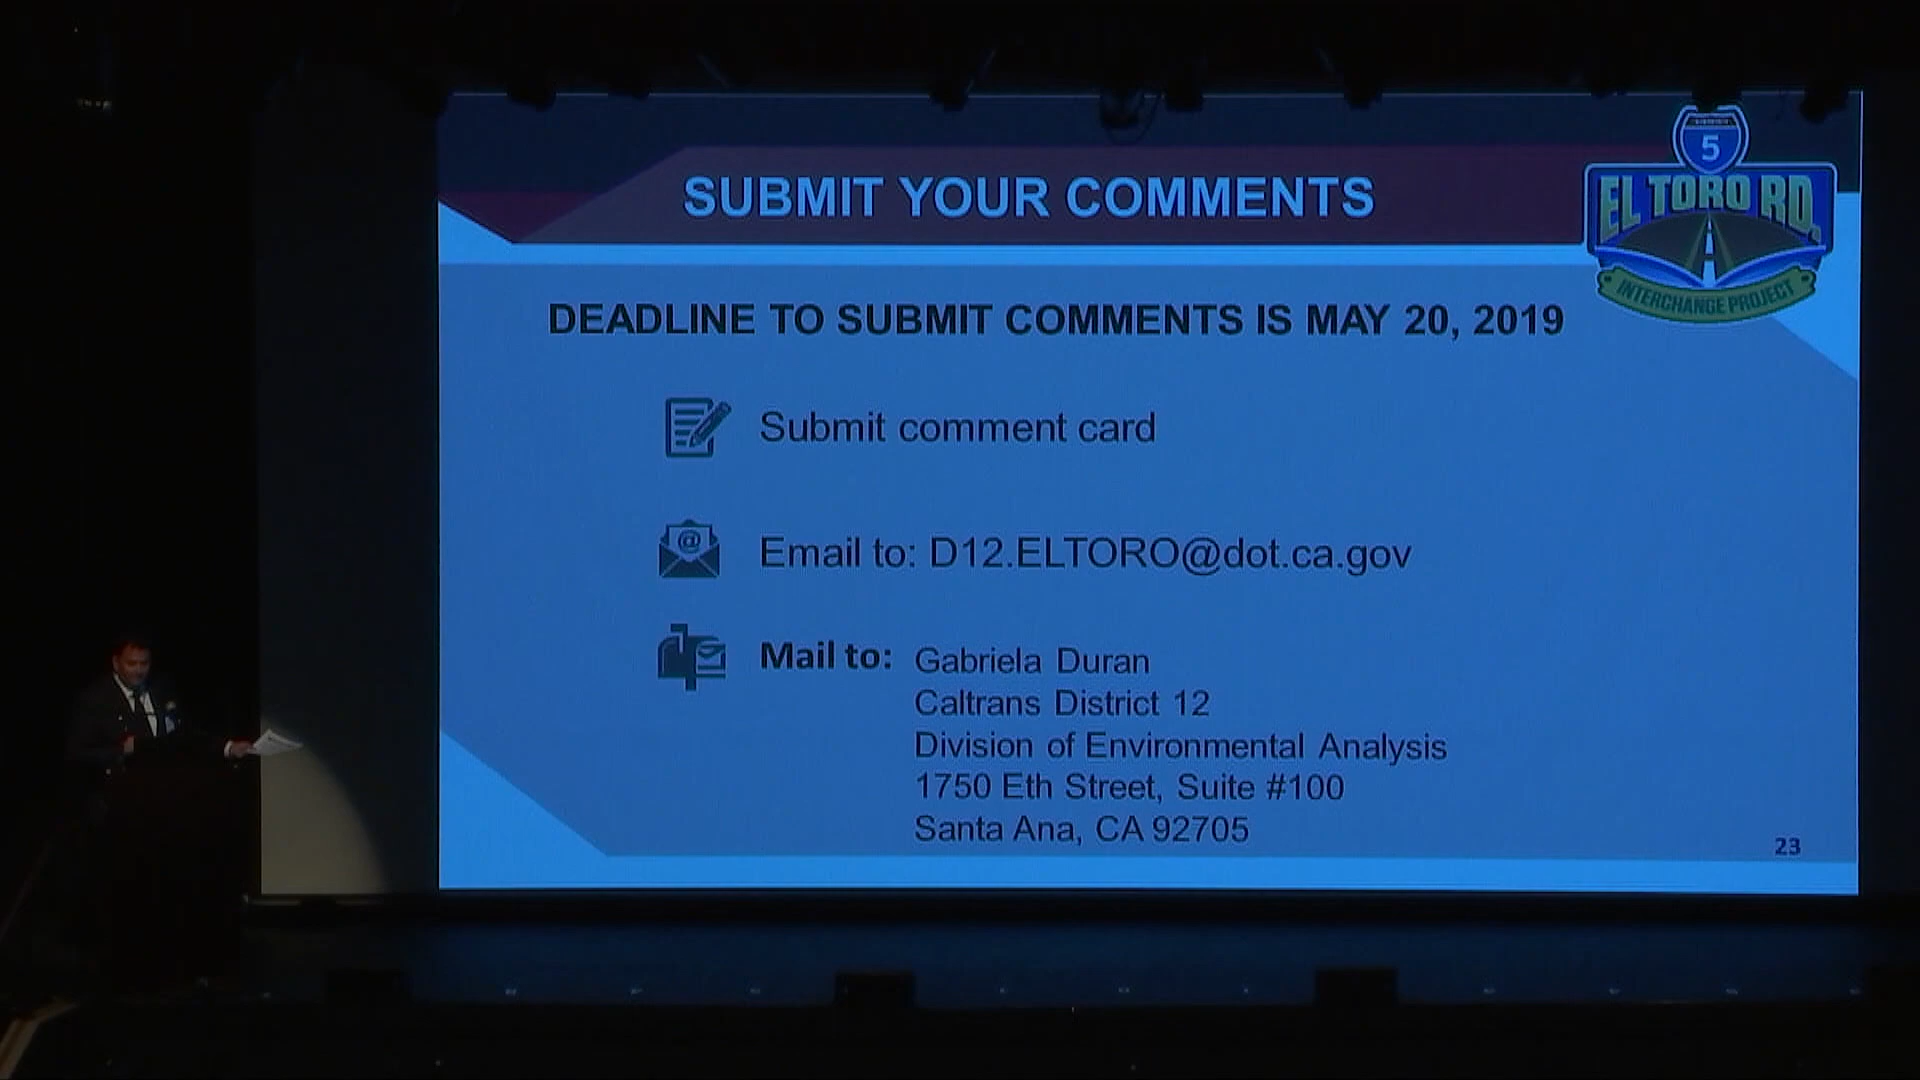 SUBMIT YOUR COMMENTS
5
EL TORO RD.
INTERCHANGE PROJECT
DEADLINE TO SUBMIT COMMENTS IS MAY 20, 2019
Submit comment card
@
Email to: D12.ELTORO@dot.ca.gov
Mail to: Gabriela Duran
Caltrans District 12
Division of Environmental Analysis
1750 Eth Street, Suite #100
Santa Ana, CA 92705
23